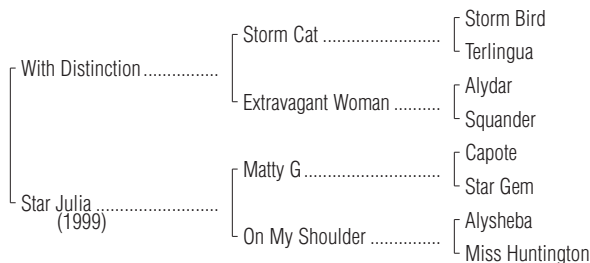 Storm Bird
Storm Cat ........................
Terlingua
With Distinction ...............
Alydar
Extravagant Woman ..........
Squander
Capote
Matty G ............................
Star Gem
Star Julia ........................
(1999)
Alysheba
On My Shoulder ..............
Miss Huntington